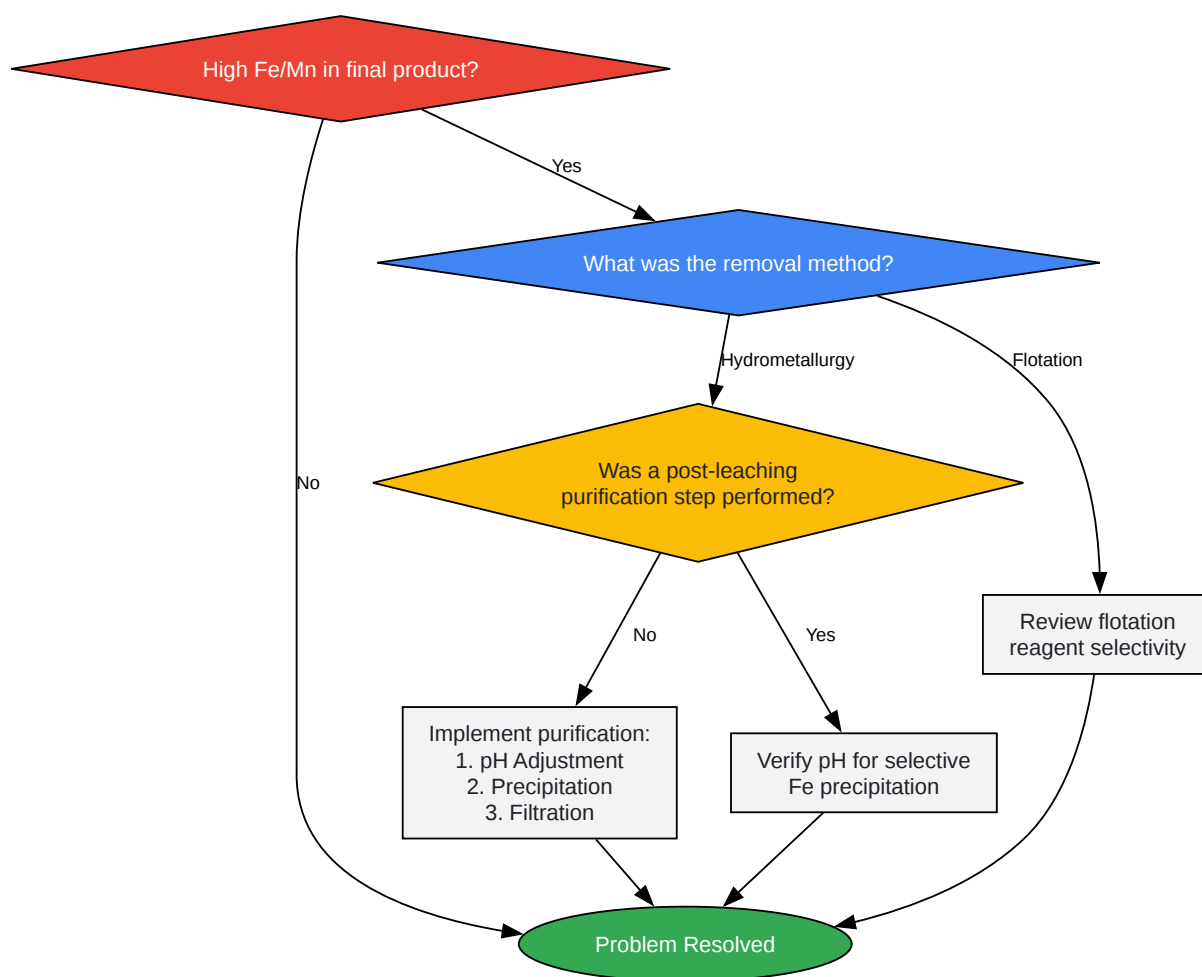 High Fe/Mn in final product?
Yes
What was the removal method?
Hydrometallurgy
Flotation
Was a post-leaching
purification step performed?
No
No
Yes
Review flotation
reagent selectivity
Implement purification:
1. pH Adjustment
2. Precipitation
3. Filtration
Verify pH for selective
Fe precipitation
Problem Resolved